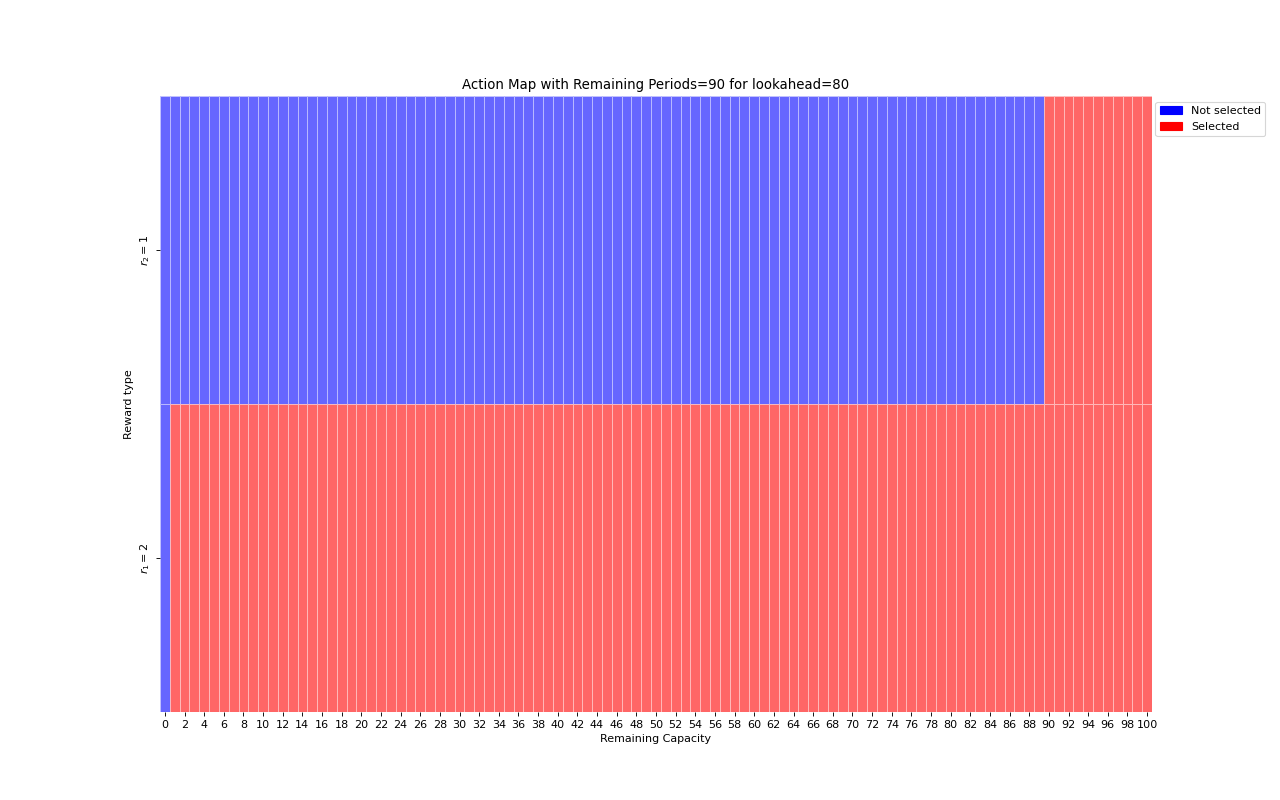 Action Map with Remaining Periods=90 for lookahead=80
Not selected
Selected
r₂ = 1
Reward type
r₁ = 2
0 2 4 6 8 10 12 14 16 18 20 22 24 26 28 30 32 34 36 38 40 42 44 46 48 50 52 54 56 58 60 62 64 66 68 70 72 74 76 78 80 82 84 86 88 90 92 94 96 98 100
Remaining Capacity